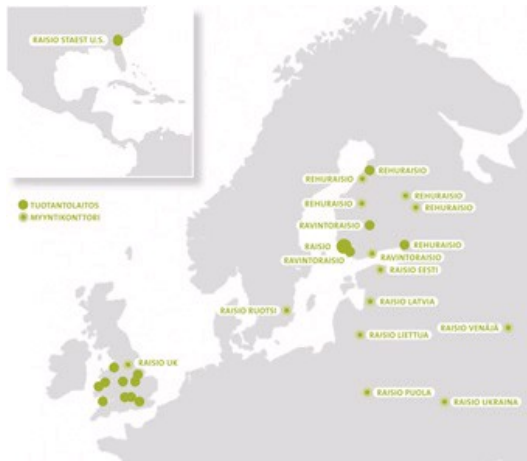 RAISIO STAEST U.S.
TUOTANTOLAITOS
MYYNTIKONTTORI
REHURAISIO
REHURAISIO
REHURAISIO
REHURAISIO
REHURAISIO
RAVINTORAISIO
RAISIO
REHURAISIO
RAVINTORAISIO
RAVINTORAISIO
RAISIO EESTI
RAISIO LATVIA
RAISIO RUOTSI
RAISIO VENÄJÄ
RAISIO LIETTUA
RAISIO UK
RAISIO PUOLA
RAISIO UKRAINA